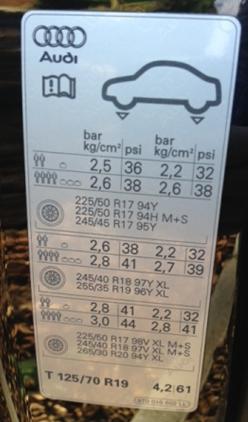 Audi
bar bar
kg/cm² psi kg/cm² psi
2,5 36 2,2 32
2,6 38 2,6 38
225/50 R17 94Y
225/50 R17 94H M+S
245/45 R17 95Y
2,6 38 2,2 32
2,8 41 2,7 39
245/40 R18 97Y XL
255/35 R19 96Y XL
2,8 41 2,2 32
3,0 44 2,8 41
225/50 R17 98V XL M+S
245/40 R18 97V XL M+S
265/30 R20 94Y XL
T 125/70 R19 4,2 61